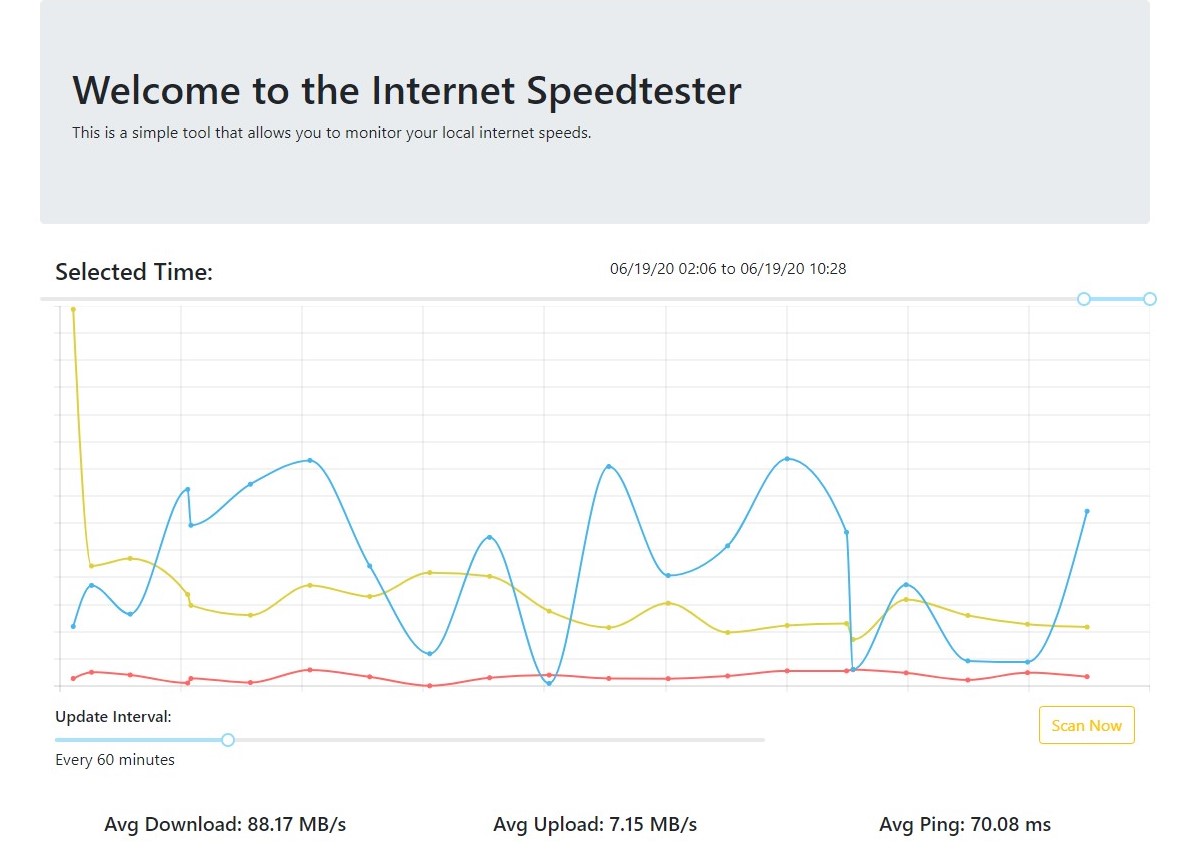 Welcome to the Internet Speedtester
This is a simple tool that allows you to monitor your local internet speeds.
Selected Time:
06/19/20 02:06 to 06/19/20 10:28
Update Interval:
Scan Now
Every 60 minutes
Avg Download: 88.17 MB/s
Avg Upload: 7.15 MB/s
Avg Ping: 70.08 ms